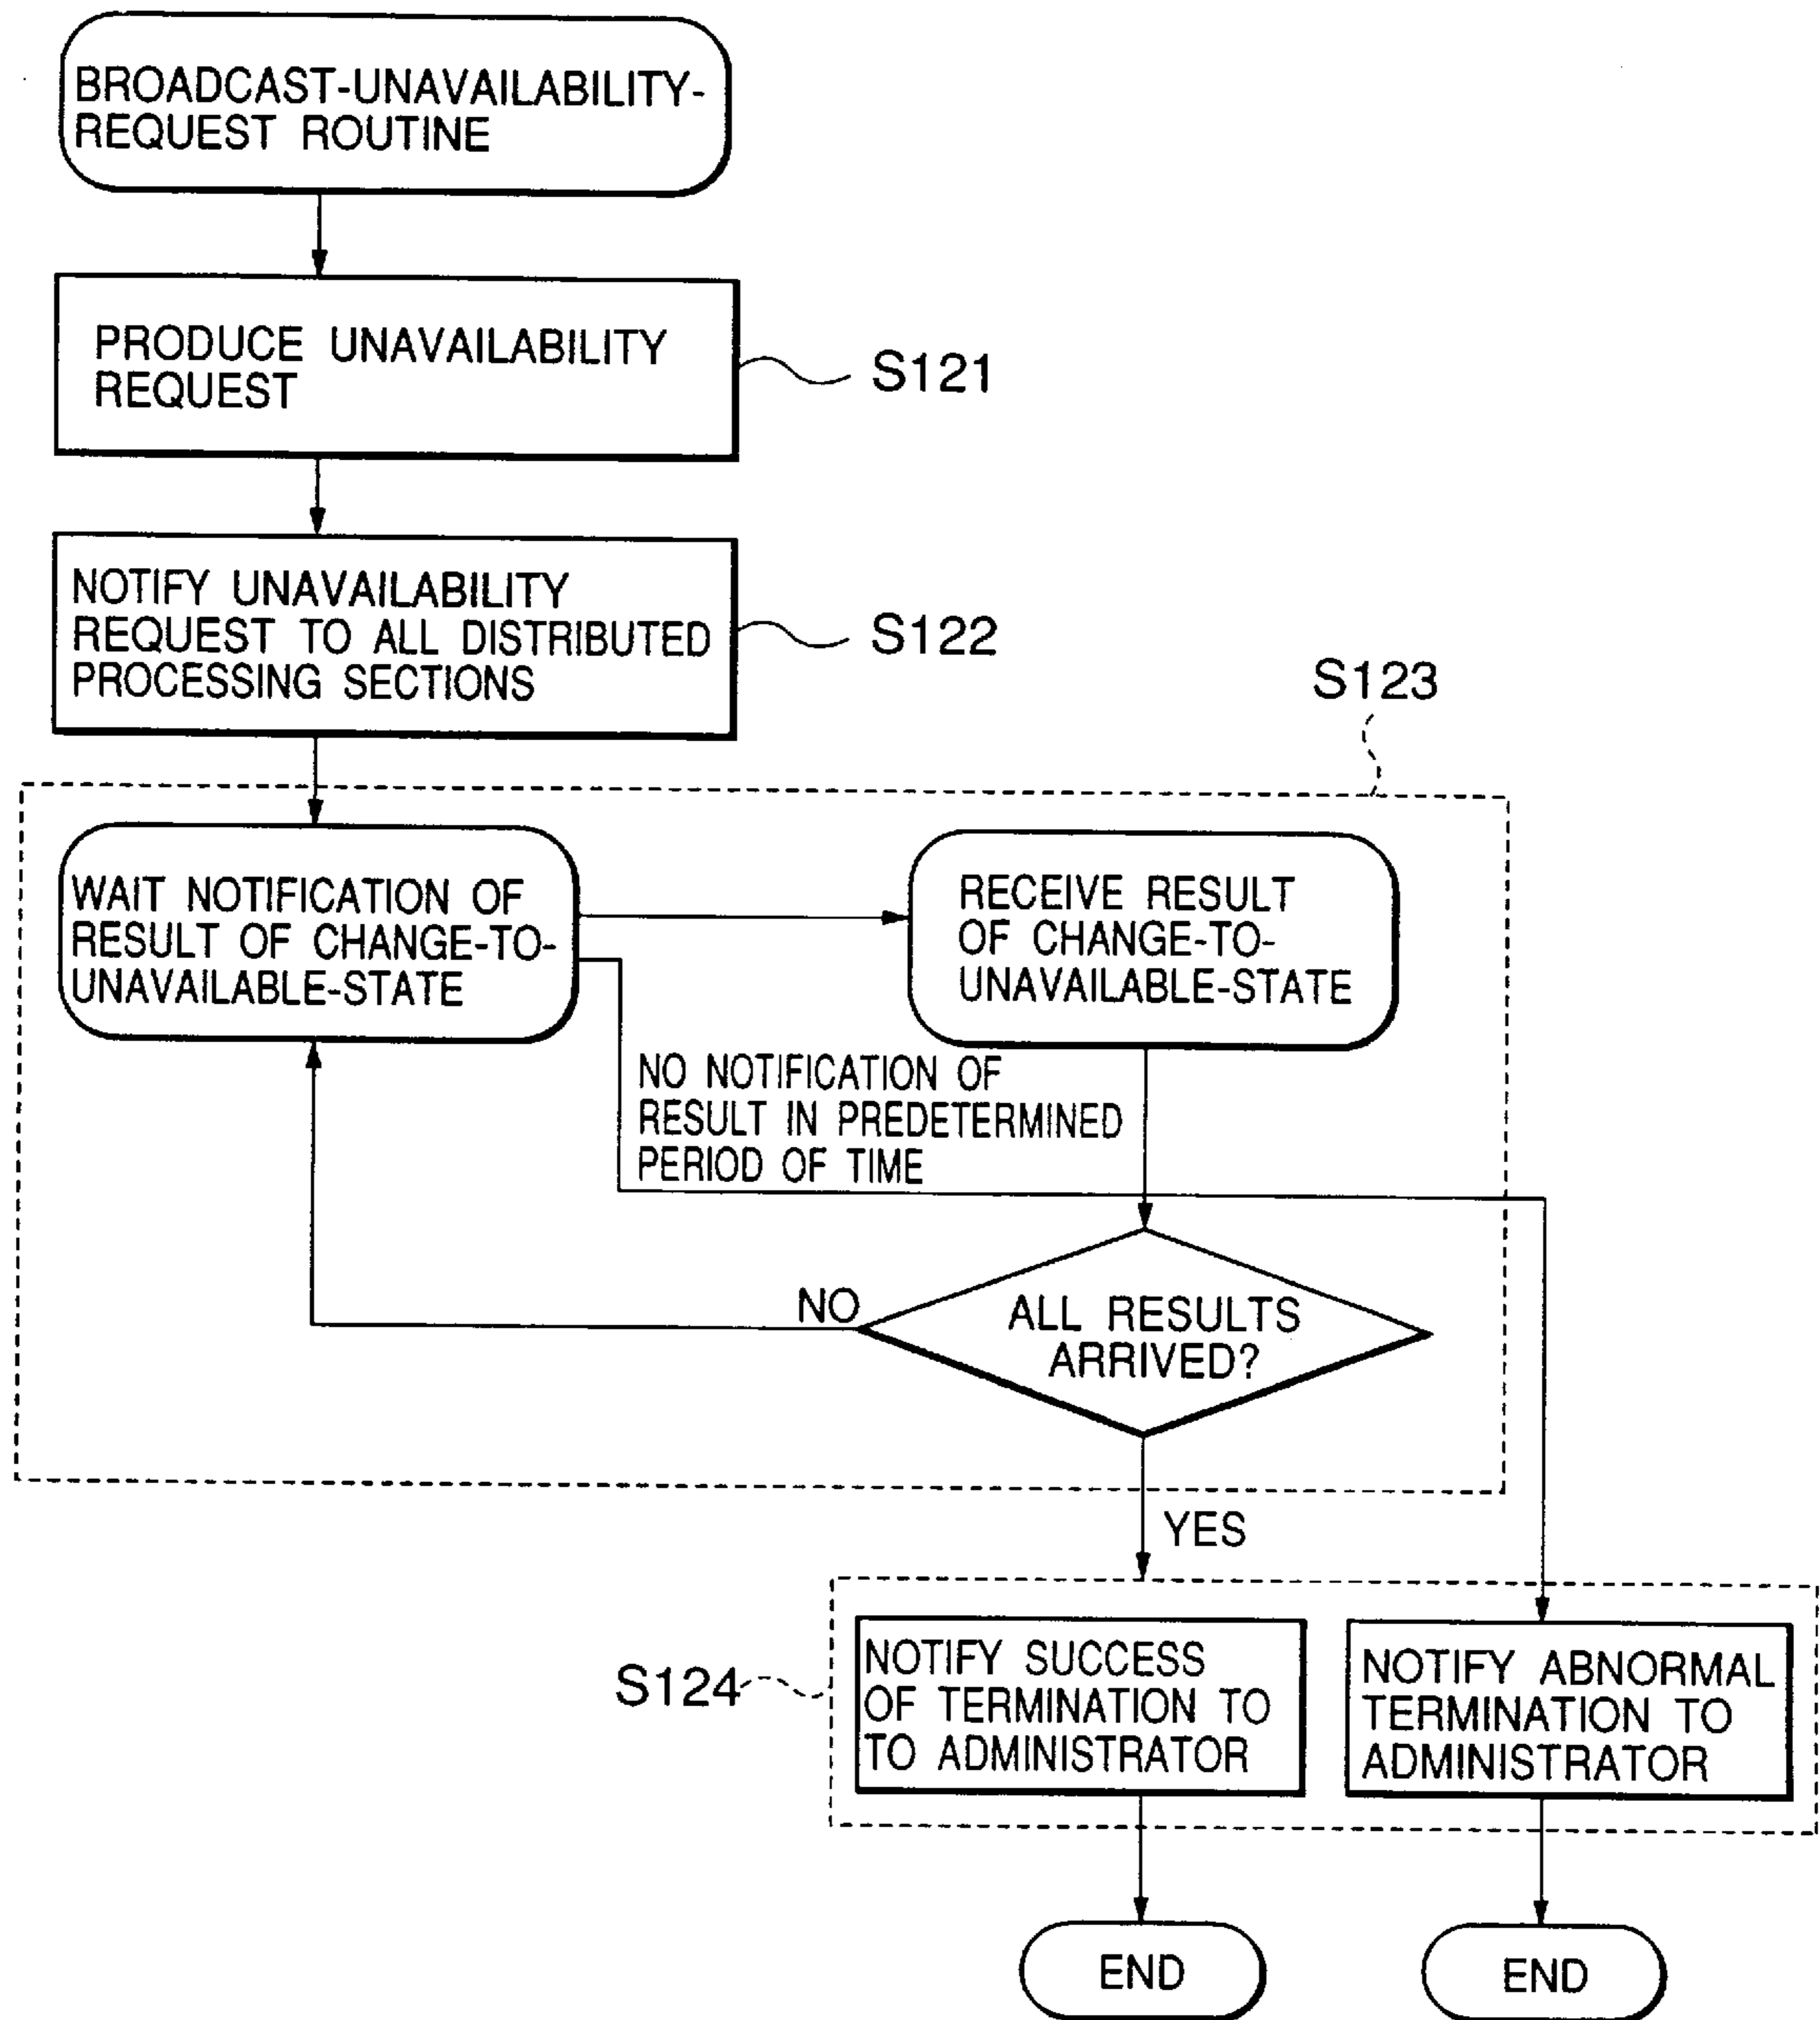 BROADCAST-UNAVAILABILITY-
REQUEST ROUTINE
PRODUCE UNAVAILABILITY
REQUEST
S121
NOTIFY UNAVAILABILITY
REQUEST TO ALL DISTRIBUTED
PROCESSING SECTIONS
S122
S123
WAIT NOTIFICATION OF
RESULT OF CHANGE-TO-
UNAVAILABLE-STATE
RECEIVE RESULT
OF CHANGE-TO-
UNAVAILABLE-STATE
NO NOTIFICATION OF
RESULT IN PREDETERMINED
PERIOD OF TIME
NO
ALL RESULTS
ARRIVED?
YES
S124
NOTIFY SUCCESS
OF TERMINATION TO
TO ADMINISTRATOR
NOTIFY ABNORMAL
TERMINATION TO
ADMINISTRATOR
END
END